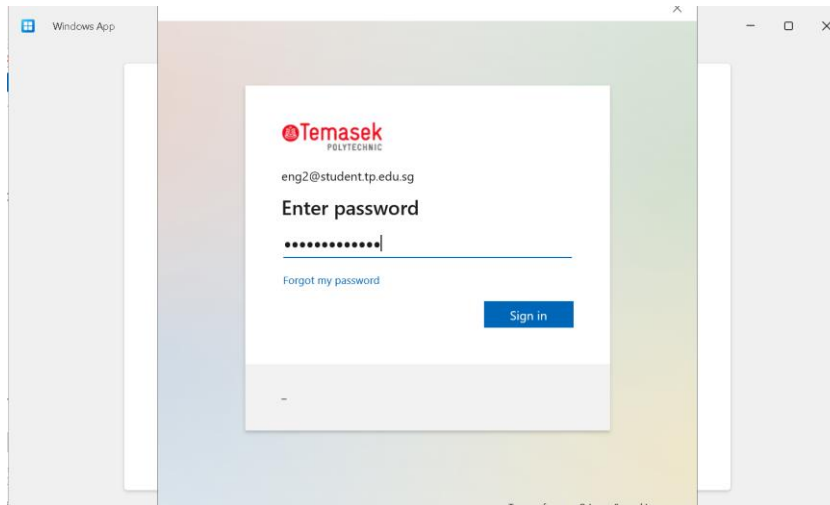 Windows App
Temasek
POLYTECHNIC
eng2@student.tp.edu.sg
Enter password
•••••••••••••
Forgot my password
Sign in